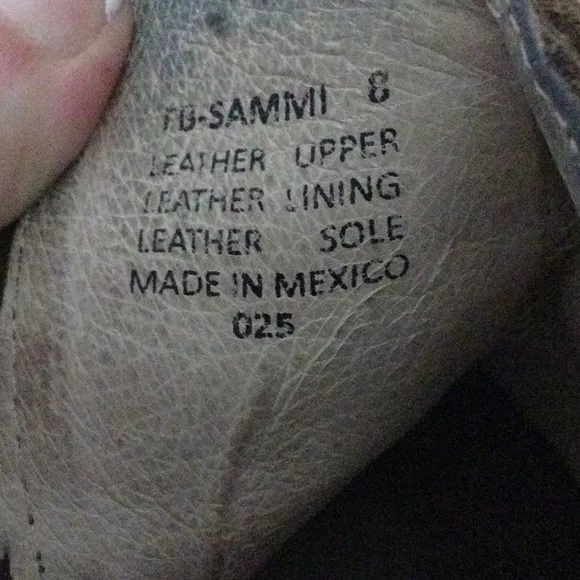 TB-SAMMI 8
LEATHER UPPER
LEATHER LINING
LEATHER SOLE
MADE IN MEXICO
025